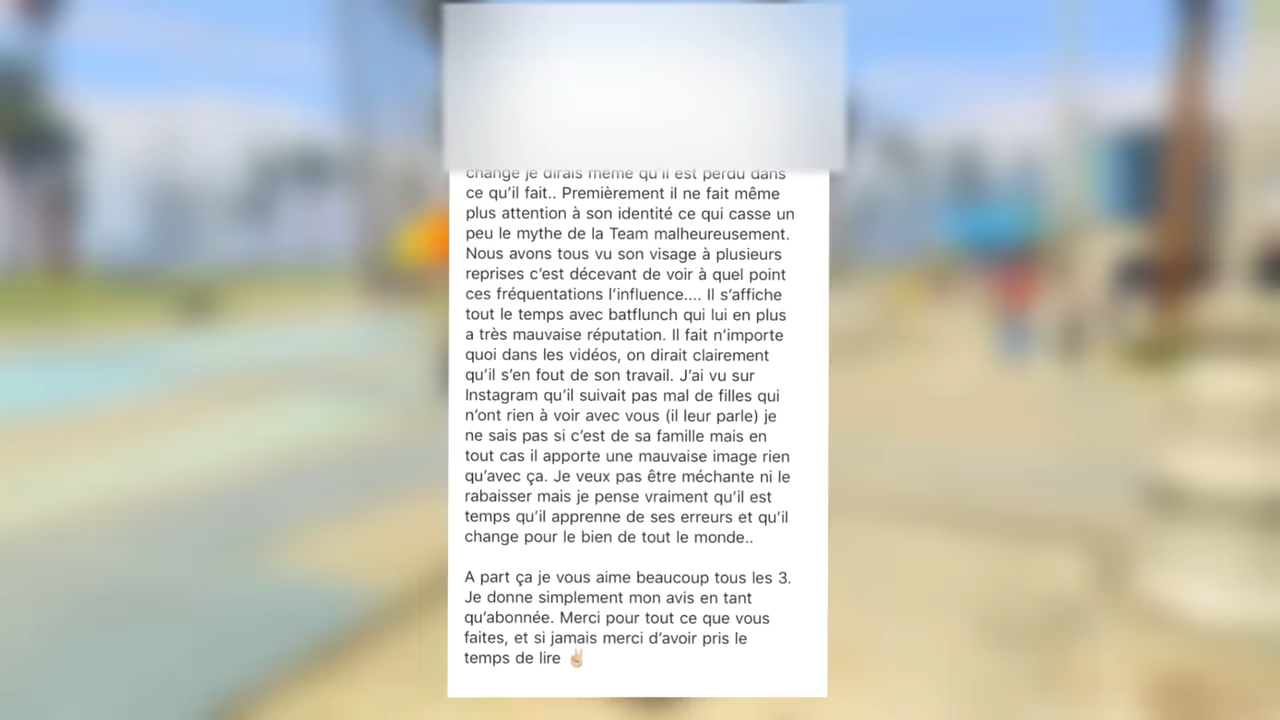 changé je dirais même qu'il est perdu dans
ce qu'il fait.. Premièrement il ne fait même
plus attention à son identité ce qui casse un
peu le mythe de la Team malheureusement.
Nous avons tous vu son visage à plusieurs
reprises c'est décevant de voir à quel point
ces fréquentations l'influence.... Il s'affiche
tout le temps avec batflunch qui lui en plus
a très mauvaise réputation. Il fait n'importe
quoi dans les vidéos, on dirait clairement
qu'il s'en fout de son travail. J'ai vu sur
Instagram qu'il suivait pas mal de filles qui
n'ont rien à voir avec vous (il leur parle) je
ne sais pas si c'est de sa famille mais en
tout cas il apporte une mauvaise image rien
qu'avec ça. Je veux pas être méchante ni le
rabaisser mais je pense vraiment qu'il est
temps qu'il apprenne de ses erreurs et qu'il
change pour le bien de tout le monde..
A part ça je vous aime beaucoup tous les 3.
Je donne simplement mon avis en tant
qu'abonnée. Merci pour tout ce que vous
faites, et si jamais merci d'avoir pris le
temps de lire ✌🏻